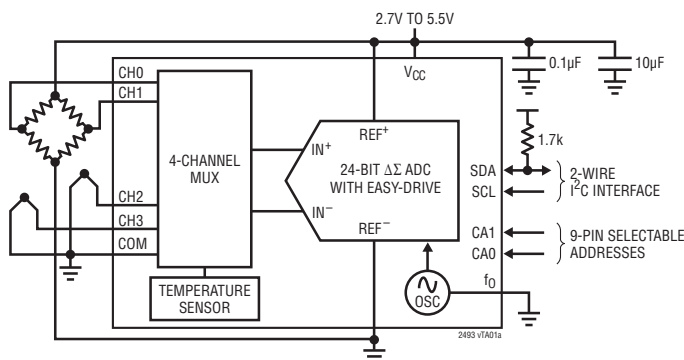 2.7V TO 5.5V
0.1µF
10µF
CH0
CH1
VCC
1.7k
4-CHANNEL
MUX
REF+
IN+
24-BIT ΔΣ ADC
WITH EASY-DRIVE
IN−
REF−
SDA
SCL
2-WIRE
I2C INTERFACE
CH2
CH3
COM
CA1
CA0
9-PIN SELECTABLE
ADDRESSES
fO
TEMPERATURE
SENSOR
OSC
2493 vTA01a